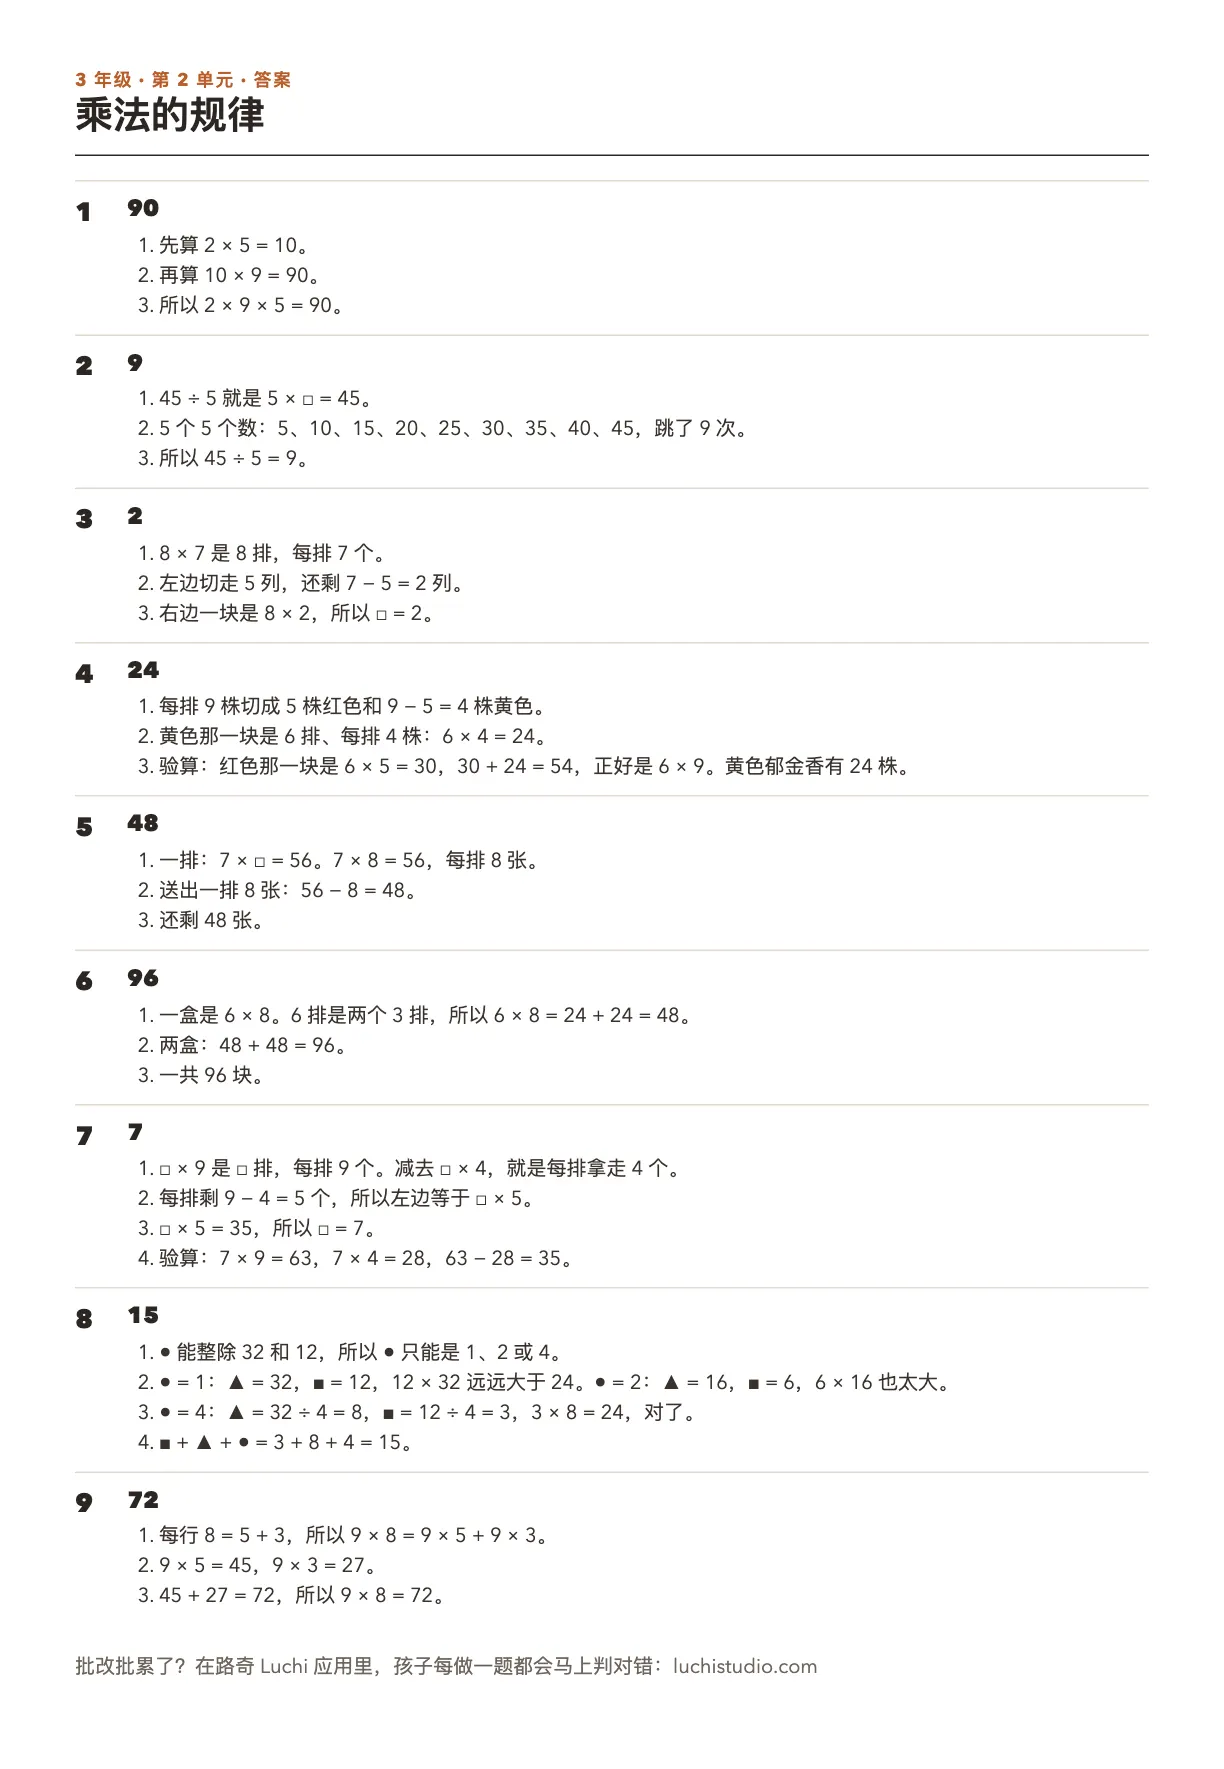 3 年级 · 第 2 单元 · 答案
乘法的规律
1 90
1. 先算 2 × 5 = 10。
2. 再算 10 × 9 = 90。
3. 所以 2 × 9 × 5 = 90。
2 9
1. 45 ÷ 5 就是 5 × □ = 45。
2. 5 个 5 个数：5、10、15、20、25、30、35、40、45，跳了 9 次。
3. 所以 45 ÷ 5 = 9。
3 2
1. 8 × 7 是 8 排，每排 7 个。
2. 左边切走 5 列，还剩 7 − 5 = 2 列。
3. 右边一块是 8 × 2，所以 □ = 2。
4 24
1. 每排 9 株切成 5 株红色和 9 − 5 = 4 株黄色。
2. 黄色那一块是 6 排、每排 4 株：6 × 4 = 24。
3. 验算：红色那一块是 6 × 5 = 30，30 + 24 = 54，正好是 6 × 9。黄色郁金香有 24 株。
5 48
1. 一排：7 × □ = 56。7 × 8 = 56，每排 8 张。
2. 送出一排 8 张：56 − 8 = 48。
3. 还剩 48 张。
6 96
1. 一盒是 6 × 8。6 排是两个 3 排，所以 6 × 8 = 24 + 24 = 48。
2. 两盒：48 + 48 = 96。
3. 一共 96 块。
7 7
1. □ × 9 是 □ 排，每排 9 个。减去 □ × 4，就是每排拿走 4 个。
2. 每排剩 9 − 4 = 5 个，所以左边等于 □ × 5。
3. □ × 5 = 35，所以 □ = 7。
4. 验算：7 × 9 = 63，7 × 4 = 28，63 − 28 = 35。
8 15
1. ● 能整除 32 和 12，所以 ● 只能是 1、2 或 4。
2. ● = 1：▲ = 32，■ = 12，12 × 32 远远大于 24。● = 2：▲ = 16，■ = 6，6 × 16 也太大。
3. ● = 4：▲ = 32 ÷ 4 = 8，■ = 12 ÷ 4 = 3，3 × 8 = 24，对了。
4. ■ + ▲ + ● = 3 + 8 + 4 = 15。
9 72
1. 每行 8 = 5 + 3，所以 9 × 8 = 9 × 5 + 9 × 3。
2. 9 × 5 = 45，9 × 3 = 27。
3. 45 + 27 = 72，所以 9 × 8 = 72。
批改批累了？在路奇 Luchi 应用里，孩子每做一题都会马上判对错：luchistudio.com